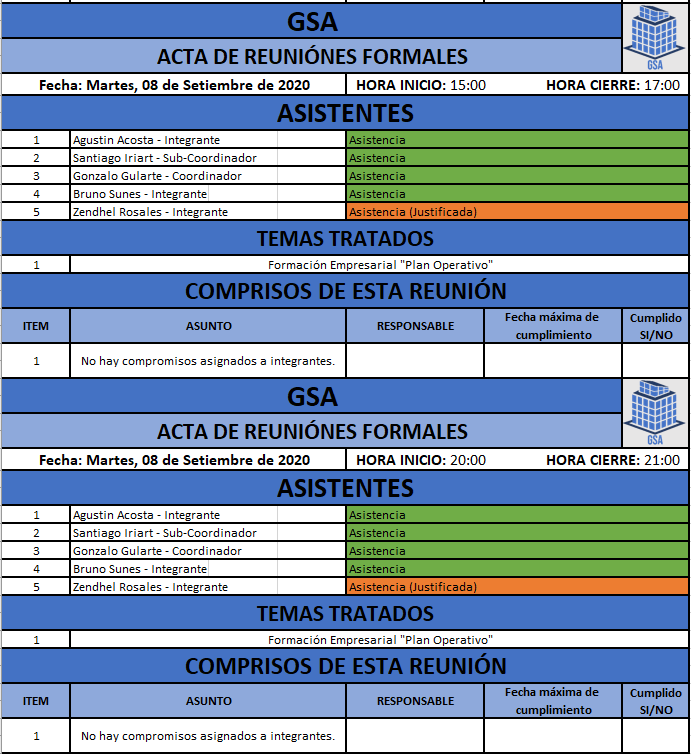 GSA
GSA
ACTA DE REUNIÓNES FORMALES
Fecha: Martes, 08 de Setiembre de 2020 HORA INICIO: 15:00 HORA CIERRE: 17:00
ASISTENTES
1 Agustin Acosta - Integrante Asistencia
2 Santiago Iriart - Sub-Coordinador Asistencia
3 Gonzalo Gularte - Coordinador Asistencia
4 Bruno Sunes - Integrante Asistencia
5 Zendhel Rosales - Integrante Asistencia (Justificada)
TEMAS TRATADOS
1 Formación Empresarial "Plan Operativo"
COMPRISOS DE ESTA REUNIÓN
ITEM ASUNTO RESPONSABLE Fecha máxima de cumplimiento Cumplido SI/NO
1 No hay compromisos asignados a integrantes.
GSA
GSA
ACTA DE REUNIÓNES FORMALES
Fecha: Martes, 08 de Setiembre de 2020 HORA INICIO: 20:00 HORA CIERRE: 21:00
ASISTENTES
1 Agustin Acosta - Integrante Asistencia
2 Santiago Iriart - Sub-Coordinador Asistencia
3 Gonzalo Gularte - Coordinador Asistencia
4 Bruno Sunes - Integrante Asistencia
5 Zendhel Rosales - Integrante Asistencia (Justificada)
TEMAS TRATADOS
1 Formación Empresarial "Plan Operativo"
COMPRISOS DE ESTA REUNIÓN
ITEM ASUNTO RESPONSABLE Fecha máxima de cumplimiento Cumplido SI/NO
1 No hay compromisos asignados a integrantes.